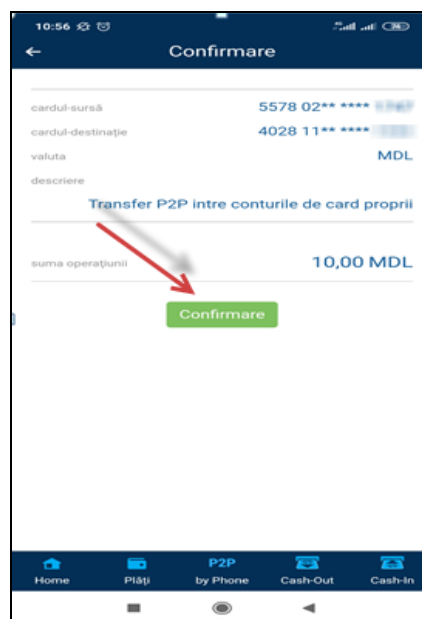 10:56
Confirmare
cardul-sursă 5578 02** ****
cardul-destinație 4028 11** ****
valuta MDL
descriere
Transfer P2P intre conturile de card proprii
suma operațiunii 10,00 MDL
Confirmare
P2P
Home Plăți by Phone Cash-Out Cash-In